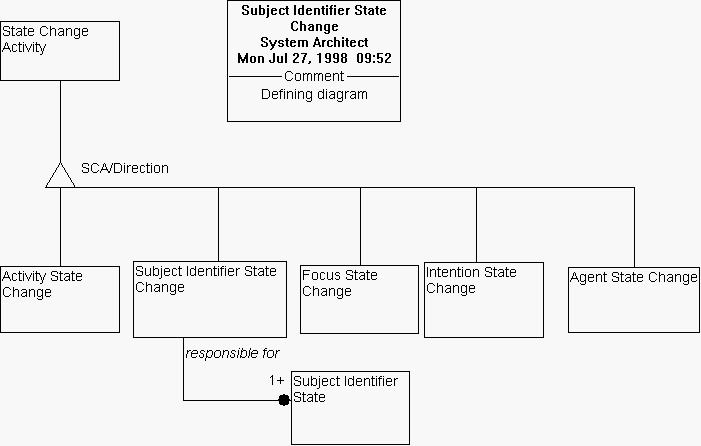 Subject Identifier State
Change
System Architect
Mon Jul 27, 1998 09:52
Comment
Defining diagram
State Change
Activity
SCA/Direction
Activity State
Change
Subject Identifier State
Change
Focus State
Change
Intention State
Change
Agent State Change
responsible for
1+
Subject Identifier
State